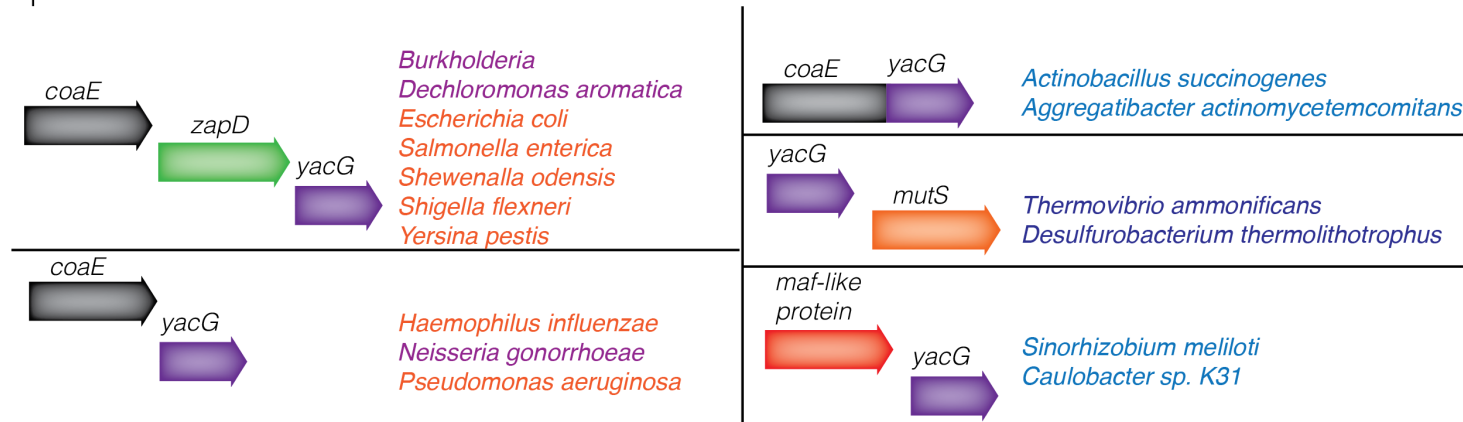 coaE
zapD
yacG
Burkholderia
Dechloromonas aromatica
Escherichia coli
Salmonella enterica
Shewenalla odensis
Shigella flexneri
Yersina pestis
coaE
yacG
Haemophilus influenzae
Neisseria gonorrhoeae
Pseudomonas aeruginosa
coaE yacG
Actinobacillus succinogenes
Aggregatibacter actinomycetemcomitans
yacG
mutS
Thermovibrio ammonificans
Desulfurobacterium thermolithotrophus
maf-like
protein
yacG
Sinorhizobium meliloti
Caulobacter sp. K31